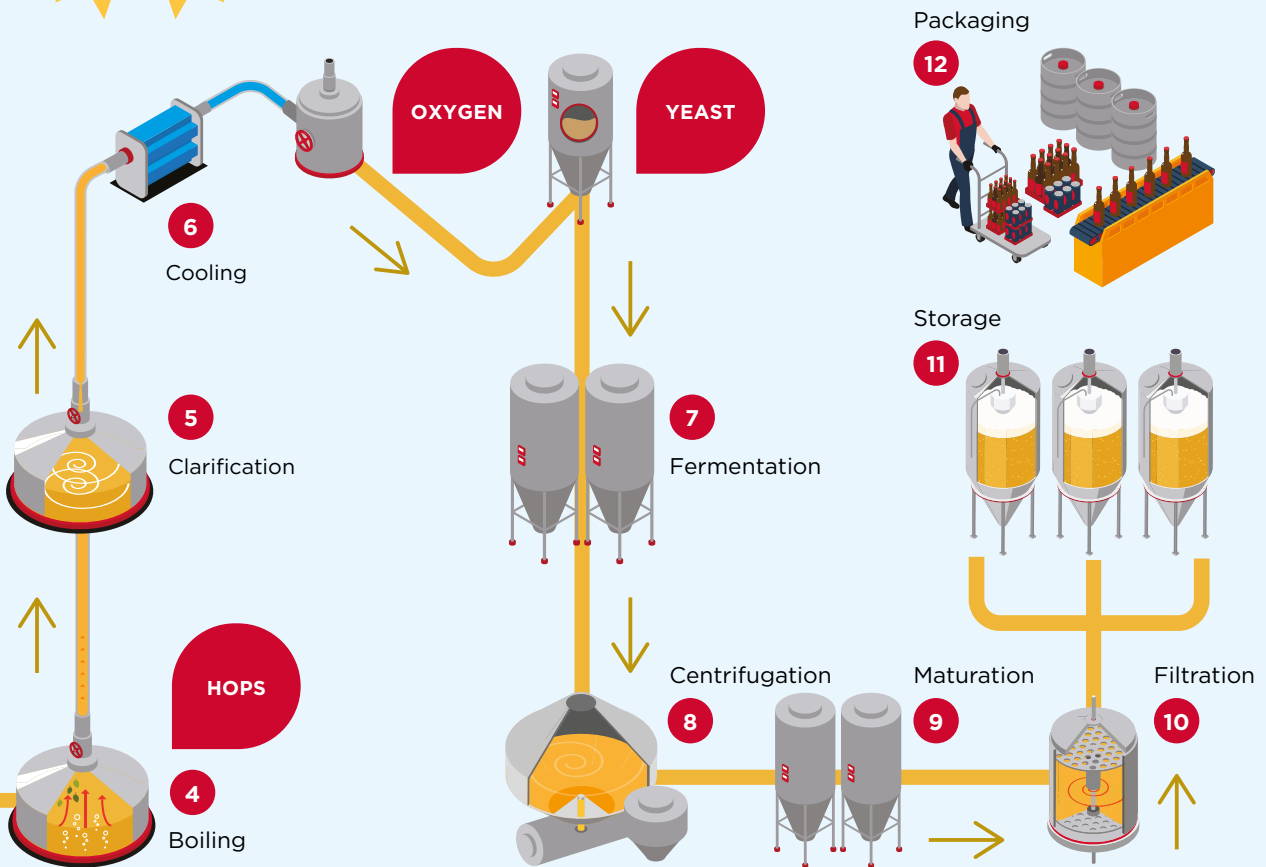 Packaging
12
OXYGEN
YEAST
6
Cooling
Storage
11
5
Clarification
7
Fermentation
HOPS
4
Boiling
Centrifugation
8
Maturation
9
Filtration
10